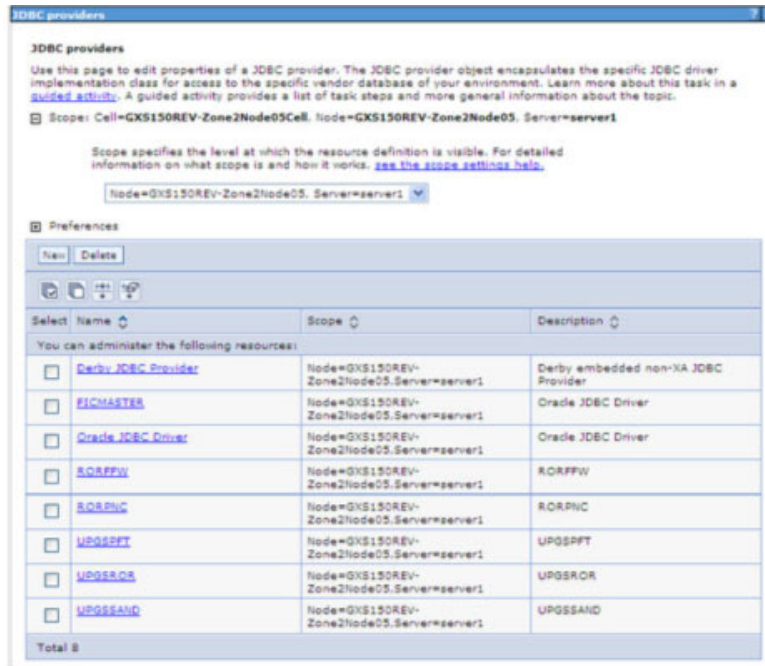 JDBC providers ?
JDBC providers
Use this page to edit properties of a JDBC provider. The JDBC provider object encapsulates the specific JDBC driver
implementation class for access to the specific vendor database of your environment. Learn more about this task in a
guided activity. A guided activity provides a list of task steps and more general information about the topic.
Scope: Cell=GXS150REV-Zone2Node05Cell, Node=GXS150REV-Zone2Node05, Server=server1
Scope specifies the level at which the resource definition is visible. For detailed
information on what scope is and how it works, see the scope settings help.
Node=GXS150REV-Zone2Node05, Server=server1
Preferences
New Delete
Select Name Scope Description
You can administer the following resources:
Derby JDBC Provider Node=GXS150REV- Derby embedded non-XA JDBC
Zone2Node05,Server=server1 Provider
FICMASTER Node=GXS150REV- Oracle JDBC Driver
Zone2Node05,Server=server1
Oracle JDBC Driver Node=GXS150REV- Oracle JDBC Driver
Zone2Node05,Server=server1
RORFFW Node=GXS150REV- RORFFW
Zone2Node05,Server=server1
RORPNC Node=GXS150REV- RORPNC
Zone2Node05,Server=server1
UPGSPFT Node=GXS150REV- UPGSPFT
Zone2Node05,Server=server1
UPGSROR Node=GXS150REV- UPGSROR
Zone2Node05,Server=server1
UPGSSAND Node=GXS150REV- UPGSSAND
Zone2Node05,Server=server1
Total 8